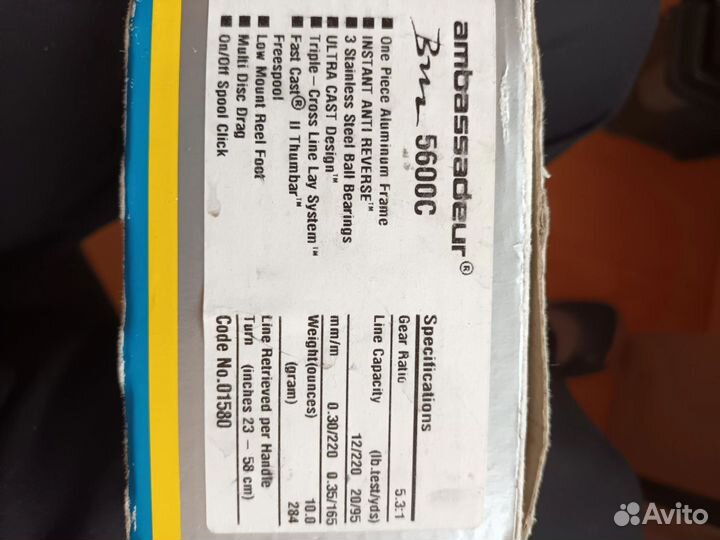 ambassadeur®
5600C
■ One Piece Aluminium Frame
■ INSTANT ANTI REVERSE™
■ 3 Stainless Steel Ball Bearings
■ ULTRA CAST Design™
■ Triple-Cross Line Lay System™
■ Fast Cast® II Thumbar™
Freespool
■ Low Mount Reel Foot
■ Multi Disc Drag
■ On/Off Spool Click
Specifications
Gear Ratio 5.3:1
Line Capacity (lb.test/yds)
12/220 20/95
mm/m 0.30/220 0.35/165
Weight(ounces) 10.0
(gram) 284
Line Retrieved per Handle
Turn (inches 23 - 58 cm)
Code No.01580
Avito